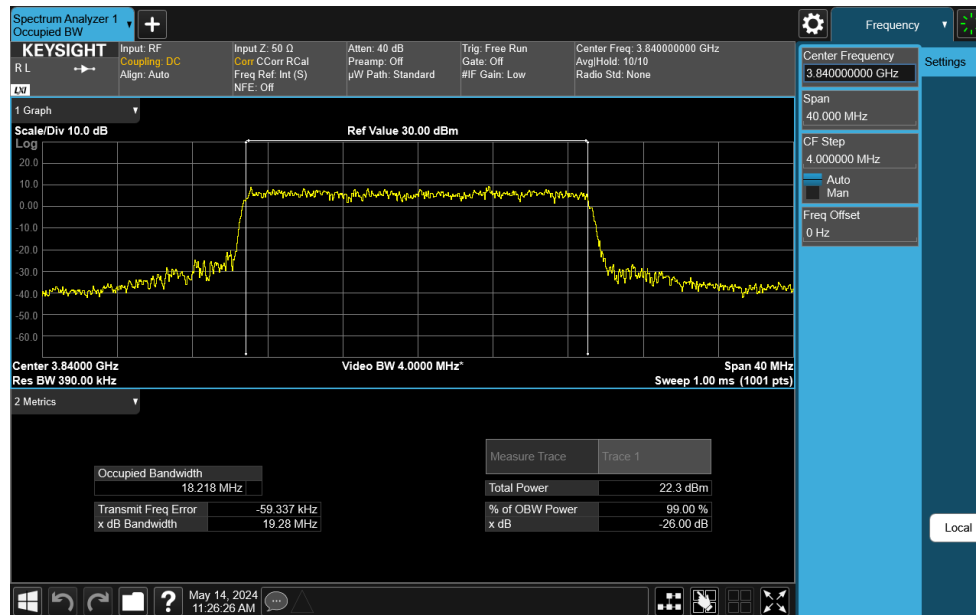 Spectrum Analyzer 1
Occupied BW
Frequency
KEYSIGHT
R L
LXI
Input: RF
Coupling: DC
Align: Auto
Input Z: 50 Ω
Corr CCorr RCal
Freq Ref: Int (S)
NFE: Off
Atten: 40 dB
Preamp: Off
µW Path: Standard
Trig: Free Run
Gate: Off
#IF Gain: Low
Center Freq: 3.840000000 GHz
Avg|Hold: 10/10
Radio Std: None
Center Frequency
3.840000000 GHz
Settings
Span
40.000 MHz
CF Step
4.000000 MHz
Auto
Man
Freq Offset
0 Hz
Local
1 Graph
Scale/Div 10.0 dB
Ref Value 30.00 dBm
Log
20.0
10.0
0.00
-10.0
-20.0
-30.0
-40.0
-50.0
-60.0
Center 3.84000 GHz
Video BW 4.0000 MHz*
Span 40 MHz
Res BW 390.00 kHz
Sweep 1.00 ms (1001 pts)
2 Metrics
Measure Trace
Trace 1
Occupied Bandwidth
18.218 MHz
Total Power
22.3 dBm
Transmit Freq Error
-59.337 kHz
% of OBW Power
99.00 %
x dB Bandwidth
19.28 MHz
x dB
-26.00 dB
May 14, 2024
11:26:26 AM